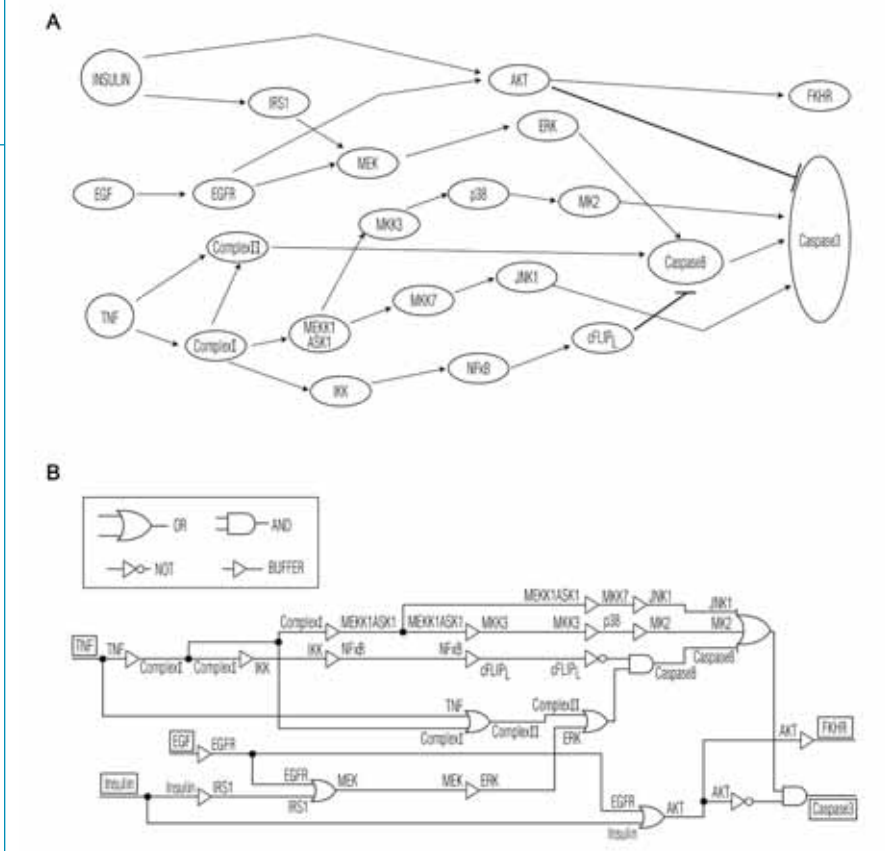 A
INSULIN
AKT
FKHR
IRS1
ERK
MEK
EGF
EGFR
p38
MK2
MKK3
ComplexII
Caspase8
Caspase3
JNK1
MKK7
TNF
MEKK1
ASK1
ComplexI
cFLIPL
NFκB
IKK
B
OR
AND
NOT
BUFFER
MEKK1ASK1 MKK7 JNK1 JNK1
ComplexI MEKK1ASK1 MEKK1ASK1 MKK3 MKK3 p38 MK2 MK2
TNF TNF ComplexI ComplexI IKK IKK NFκB NFκB cFLIPL cFLIPL Caspase8 Caspase8
TNF ComplexII
ComplexI ComplexII ERK
EGF EGFR AKT FKHR
Insulin Insulin IRS1 EGFR MEK MEK ERK AKT
IRS1 EGFR AKT Caspase3
Insulin